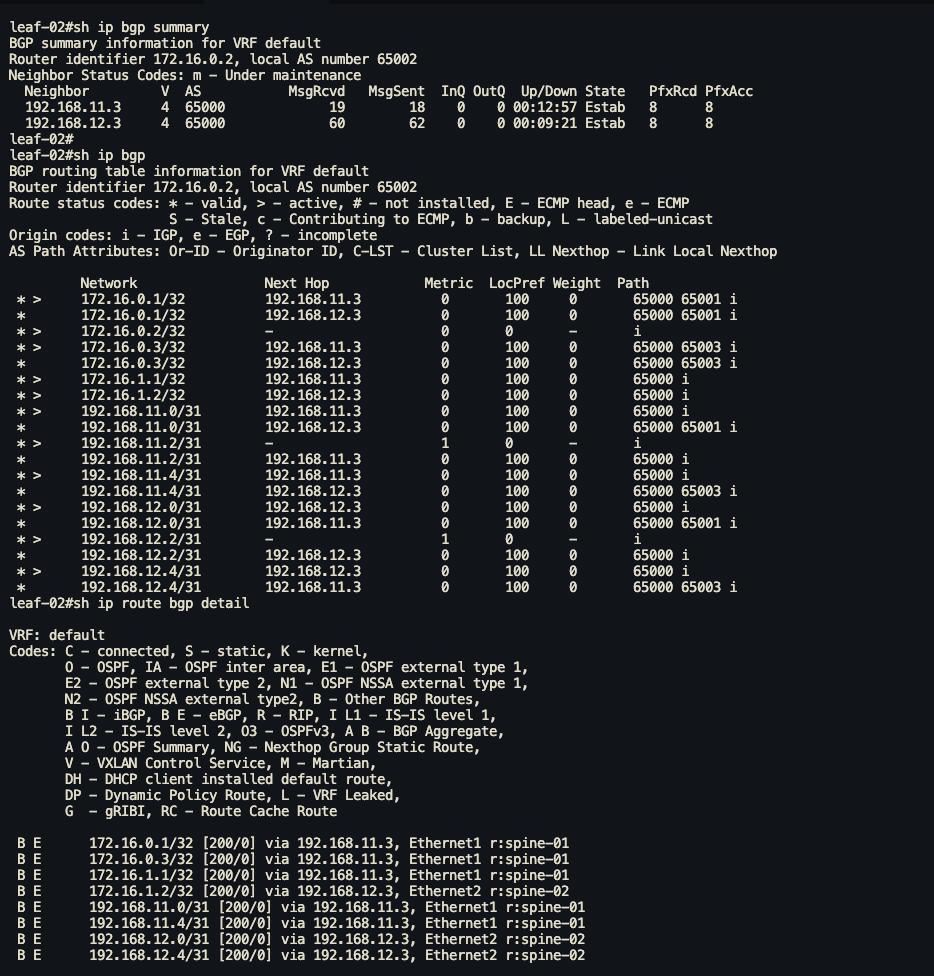 leaf-02#sh ip bgp summary
BGP summary information for VRF default
Router identifier 172.16.0.2, local AS number 65002
Neighbor Status Codes: m - Under maintenance
  Neighbor     V  AS           MsgRcvd   MsgSent  InQ OutQ  Up/Down State   PfxRcd PfxAcc
  192.168.11.3     4  65000             19        18    0    0 00:12:57 Estab   8      8
  192.168.12.3     4  65000             60        62    0    0 00:09:21 Estab   8      8
leaf-02#
leaf-02#sh ip bgp
BGP routing table information for VRF default
Router identifier 172.16.0.2, local AS number 65002
Route status codes: * - valid, > - active, # - not installed, E - ECMP head, e - ECMP
                    S - Stale, c - Contributing to ECMP, b - backup, L - labeled-unicast
Origin codes: i - IGP, e - EGP, ? - incomplete
AS Path Attributes: Or-ID - Originator ID, C-LST - Cluster List, LL Nexthop - Link Local Nexthop
         Network                Next Hop            Metric  LocPref Weight  Path
 * >     172.16.0.1/32          192.168.11.3          0       100     0       65000 65001 i
 *       172.16.0.1/32          192.168.12.3          0       100     0       65000 65001 i
 * >     172.16.0.2/32          -                     0       0       -       i
 * >     172.16.0.3/32          192.168.11.3          0       100     0       65000 65003 i
 *       172.16.0.3/32          192.168.12.3          0       100     0       65000 65003 i
 * >     172.16.1.1/32          192.168.11.3          0       100     0       65000 i
 * >     172.16.1.2/32          192.168.12.3          0       100     0       65000 i
 * >     192.168.11.0/31        192.168.11.3          0       100     0       65000 i
 *       192.168.11.0/31        192.168.12.3          0       100     0       65000 65001 i
 * >     192.168.11.2/31        -                     1       0       -       i
 *       192.168.11.2/31        192.168.11.3          0       100     0       65000 i
 * >     192.168.11.4/31        192.168.11.3          0       100     0       65000 i
 *       192.168.11.4/31        192.168.12.3          0       100     0       65000 65003 i
 * >     192.168.12.0/31        192.168.12.3          0       100     0       65000 i
 *       192.168.12.0/31        192.168.11.3          0       100     0       65000 65001 i
 * >     192.168.12.2/31        -                     1       0       -       i
 *       192.168.12.2/31        192.168.12.3          0       100     0       65000 i
 * >     192.168.12.4/31        192.168.12.3          0       100     0       65000 i
 *       192.168.12.4/31        192.168.11.3          0       100     0       65000 65003 i
leaf-02#sh ip route bgp detail
VRF: default
Codes: C - connected, S - static, K - kernel,
       O - OSPF, IA - OSPF inter area, E1 - OSPF external type 1,
       E2 - OSPF external type 2, N1 - OSPF NSSA external type 1,
       N2 - OSPF NSSA external type2, B - Other BGP Routes,
       B I - iBGP, B E - eBGP, R - RIP, I L1 - IS-IS level 1,
       I L2 - IS-IS level 2, O3 - OSPFv3, A B - BGP Aggregate,
       A O - OSPF Summary, NG - Nexthop Group Static Route,
       V - VXLAN Control Service, M - Martian,
       DH - DHCP client installed default route,
       DP - Dynamic Policy Route, L - VRF Leaked,
       G  - gRIBI, RC - Route Cache Route
 B E      172.16.0.1/32 [200/0] via 192.168.11.3, Ethernet1 r:spine-01
 B E      172.16.0.3/32 [200/0] via 192.168.11.3, Ethernet1 r:spine-01
 B E      172.16.1.1/32 [200/0] via 192.168.11.3, Ethernet1 r:spine-01
 B E      172.16.1.2/32 [200/0] via 192.168.12.3, Ethernet2 r:spine-02
 B E      192.168.11.0/31 [200/0] via 192.168.11.3, Ethernet1 r:spine-01
 B E      192.168.11.4/31 [200/0] via 192.168.11.3, Ethernet1 r:spine-01
 B E      192.168.12.0/31 [200/0] via 192.168.12.3, Ethernet2 r:spine-02
 B E      192.168.12.4/31 [200/0] via 192.168.12.3, Ethernet2 r:spine-02